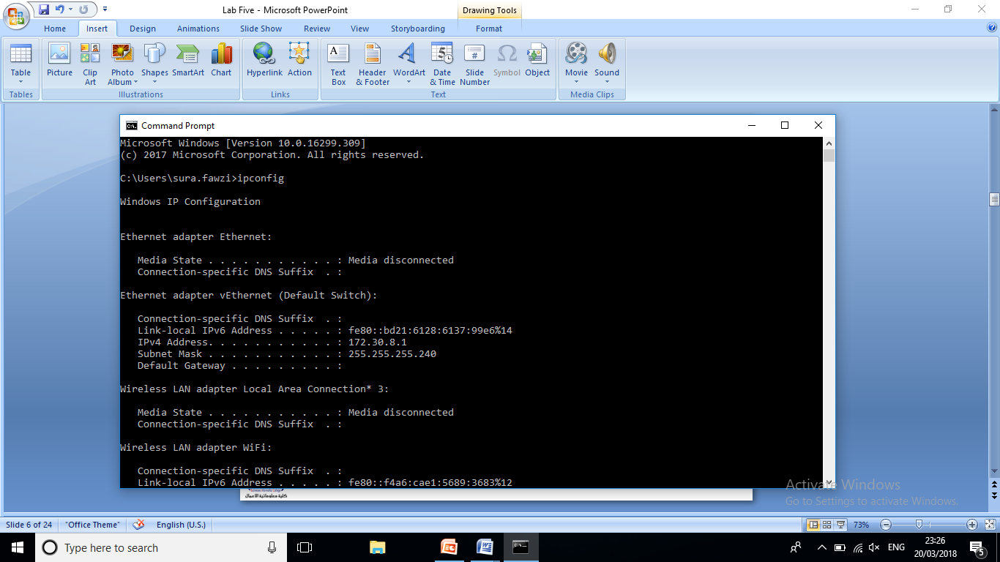 Lab Five - Microsoft PowerPoint
Drawing Tools
Home Insert Design Animations Slide Show Review View Storyboarding Format
Table Picture Clip Art Photo Album Shapes SmartArt Chart Hyperlink Action Text Box Header & Footer WordArt Date & Time Slide Number Symbol Object Movie Sound
Tables Illustrations Links Text Media Clips
Command Prompt
Microsoft Windows [Version 10.0.16299.309]
(c) 2017 Microsoft Corporation. All rights reserved.
C:\Users\sura.fawzi>ipconfig
Windows IP Configuration
Ethernet adapter Ethernet:
Media State . . . . . . . . . . . : Media disconnected
Connection-specific DNS Suffix  . :
Ethernet adapter vEthernet (Default Switch):
Connection-specific DNS Suffix  . :
Link-local IPv6 Address . . . . . : fe80::bd21:6128:6137:99e6%14
IPv4 Address. . . . . . . . . . . : 172.30.8.1
Subnet Mask . . . . . . . . . . . : 255.255.255.240
Default Gateway . . . . . . . . . :
Wireless LAN adapter Local Area Connection* 3:
Media State . . . . . . . . . . . : Media disconnected
Connection-specific DNS Suffix  . :
Wireless LAN adapter WiFi:
Connection-specific DNS Suffix  . :
Link-local IPv6 Address . . . . . : fe80::f4a6:cae1:5689:3683%12
كلية معلوماتية الأعمال
Activate Windows
Go to Settings to activate Windows.
Slide 6 of 24 "Office Theme" English (U.S.) 73%
Type here to search
ENG
23:26
20/03/2018
5